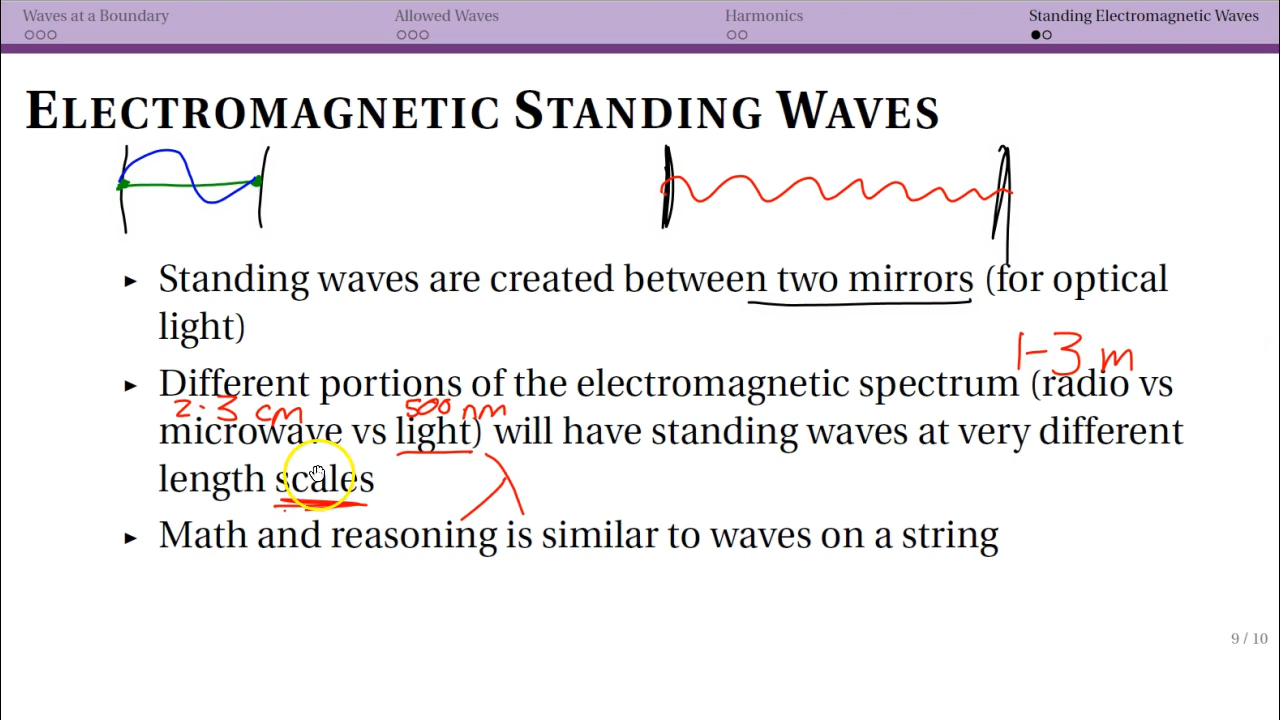 Waves at a Boundary Allowed Waves Harmonics Standing Electromagnetic Waves
ELECTROMAGNETIC STANDING WAVES
▸ Standing waves are created between two mirrors (for optical
light)
1-3 m
▸ Different portions of the electromagnetic spectrum (radio vs
2-3 cm 500 nm
microwave vs light) will have standing waves at very different
length scales
λ
▸ Math and reasoning is similar to waves on a string
9 / 10